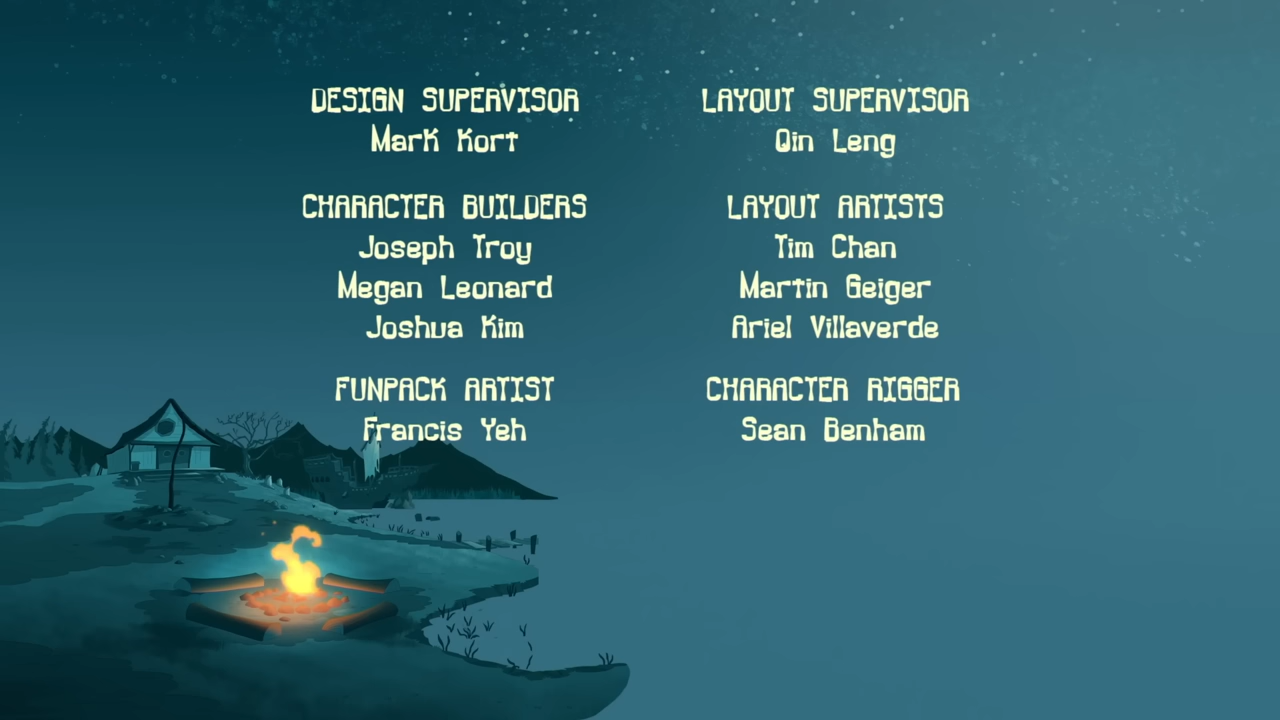 DESIGN SUPERVISOR
Mark Kort
CHARACTER BUILDERS
Joseph Troy
Megan Leonard
Joshua Kim
FUNPACK ARTIST
Francis Yeh
LAYOUT SUPERVISOR
Qin Leng
LAYOUT ARTISTS
Tim Chan
Martin Geiger
Ariel Villaverde
CHARACTER RIGGER
Sean Benham